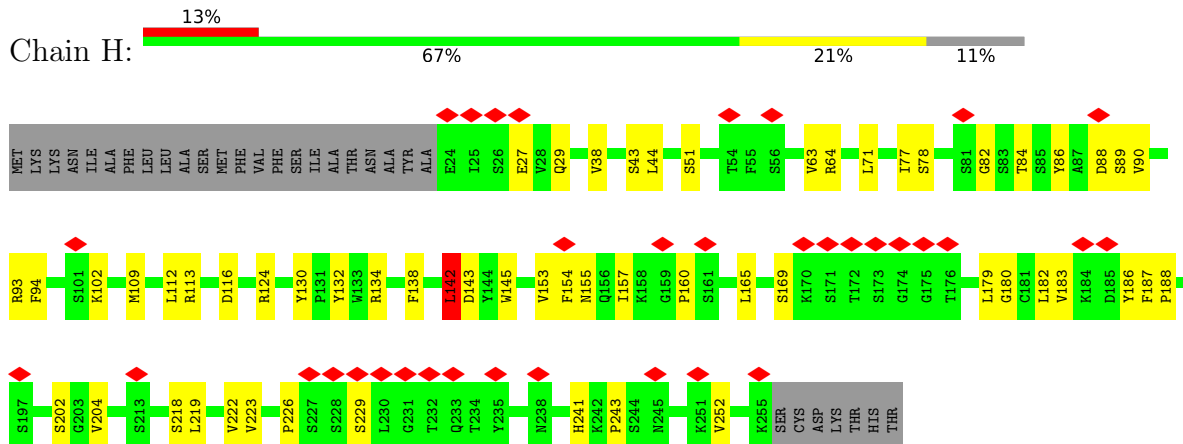 13%
Chain H:
67% 21% 11%
MET LYS LYS ASN ILE ALA PHE LEU LEU ALA SER MET PHE VAL PHE SER ILE ALA THR ASN ALA TYR ALA E24 I25 S26 E27 V28 Q29 V38 S43 L44 S51 T54 F55 S56 V63 R64 L71 I77 S78 S81 G82 S83 T84 S85 Y86 A87 D88 S89 V90
R93 F94 S101 K102 M109 L112 R113 D116 R124 Y130 P131 Y132 W133 R134 F138 L142 D143 Y144 W145 V153 F154 N155 Q156 I157 K158 G159 P160 S161 L165 S169 K170 S171 T172 S173 G174 G175 T176 L179 G180 C181 L182 V183 K184 D185 Y186 F187 P188
S197 S202 G203 V204 S213 S218 L219 V222 V223 P226 S227 S228 S229 L230 G231 T232 Q233 T234 Y235 N238 H241 K242 P243 S244 N245 K251 V252 K255 SER CYS ASP LYS THR HIS THR